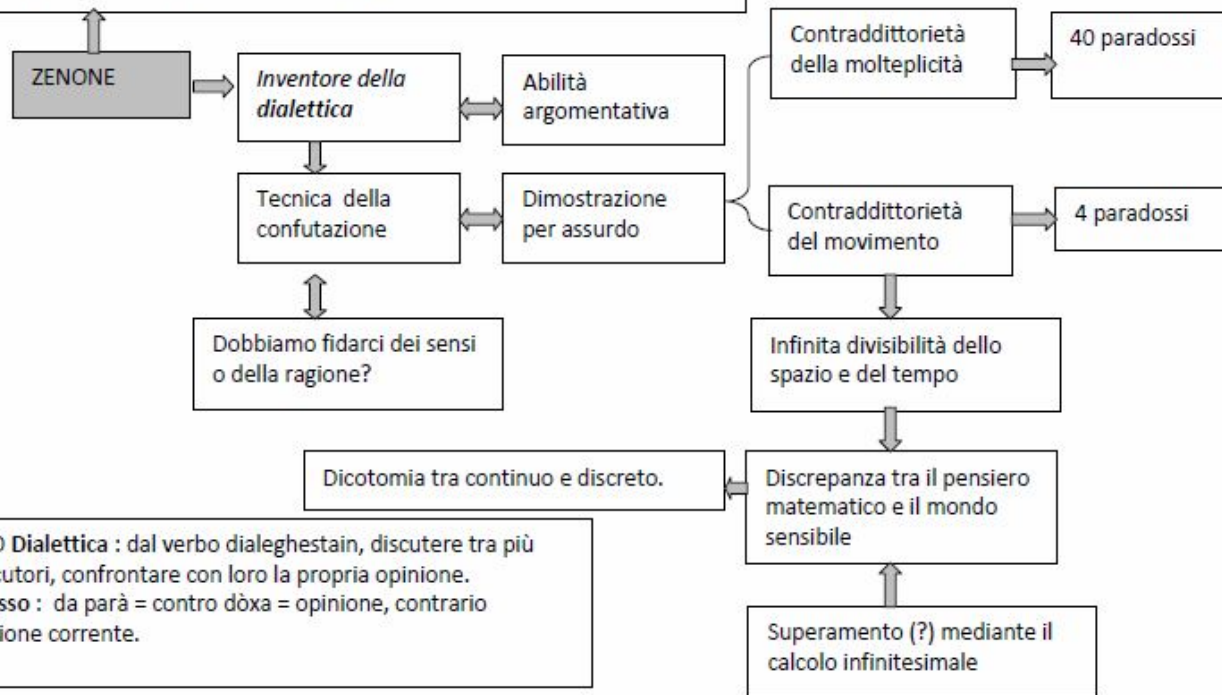 ZENONE
Inventore della
dialettica
Abilità
argomentativa
Contraddittorietà
della molteplicità
40 paradossi
Tecnica della
confutazione
Dimostrazione
per assurdo
Contraddittorietà
del movimento
4 paradossi
Dobbiamo fidarci dei sensi
o della ragione?
Infinita divisibilità dello
spazio e del tempo
Dicotomia tra continuo e discreto.
Discrepanza tra il pensiero
matematico e il mondo
sensibile
Dialettica : dal verbo dialeghestain, discutere tra più
cutori, confrontare con loro la propria opinione.
sso : da parà = contro dòxa = opinione, contrario
ione corrente.
Superamento (?) mediante il
calcolo infinitesimale